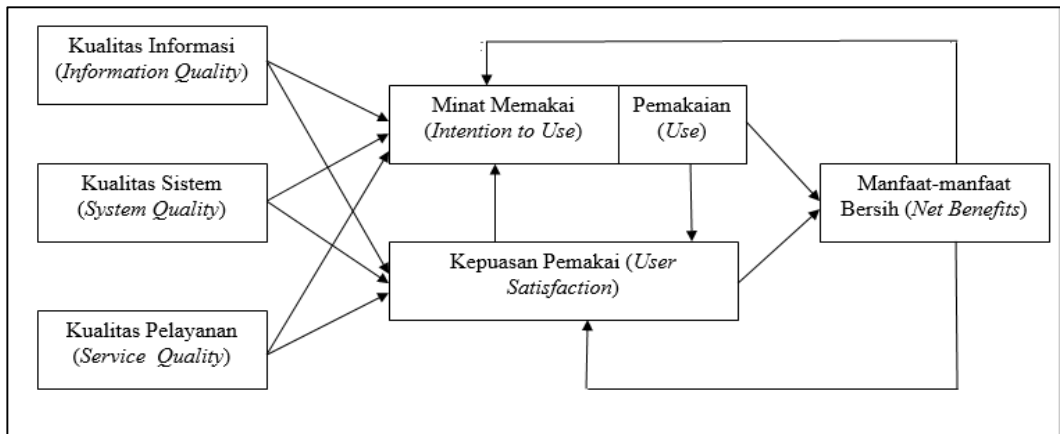 Kualitas Informasi
(Information Quality)
Minat Memakai
(Intention to Use)
Pemakaian
(Use)
Kualitas Sistem
(System Quality)
Manfaat-manfaat
Bersih (Net Benefits)
Kepuasan Pemakai (User
Satisfaction)
Kualitas Pelayanan
(Service Quality)